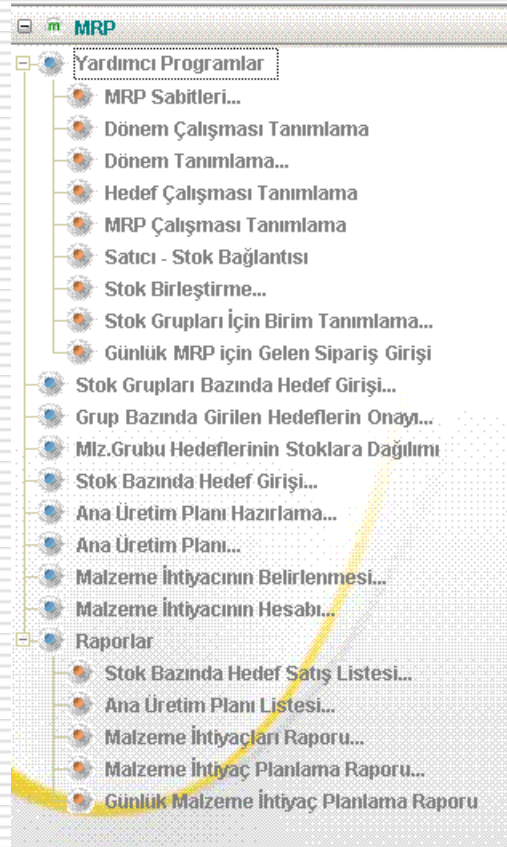 MRP
Yardımcı Programlar
MRP Sabitleri...
Dönem Çalışması Tanımlama
Dönem Tanımlama...
Hedef Çalışması Tanımlama
MRP Çalışması Tanımlama
Satıcı - Stok Bağlantısı
Stok Birleştirme...
Stok Grupları İçin Birim Tanımlama...
Günlük MRP için Gelen Sipariş Girişi
Stok Grupları Bazında Hedef Girişi...
Grup Bazında Girilen Hedeflerin Onayı...
Mlz.Grubu Hedeflerinin Stoklara Dağılımı
Stok Bazında Hedef Girişi...
Ana Üretim Planı Hazırlama...
Ana Üretim Planı...
Malzeme İhtiyacının Belirlenmesi...
Malzeme İhtiyacının Hesabı...
Raporlar
Stok Bazında Hedef Satış Listesi...
Ana Üretim Planı Listesi...
Malzeme İhtiyaçları Raporu...
Malzeme İhtiyaç Planlama Raporu...
Günlük Malzeme İhtiyaç Planlama Raporu